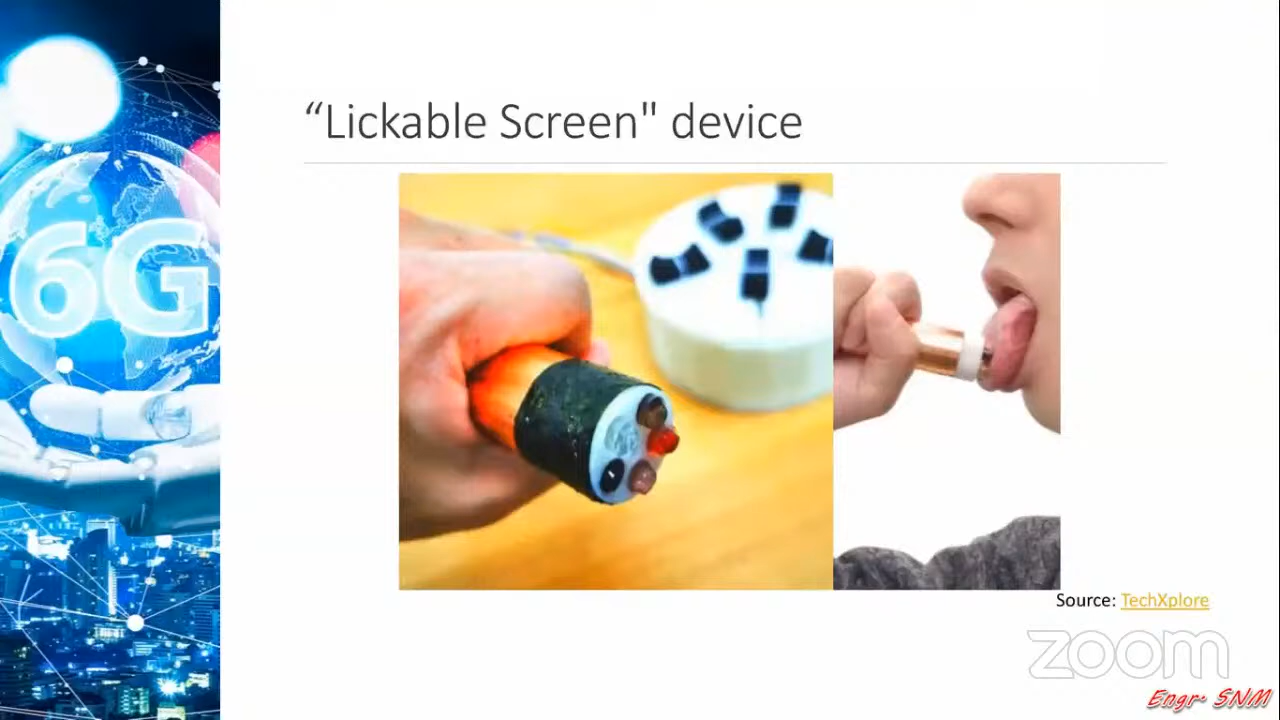 6G
“Lickable Screen" device
Source: TechXplore
zoom
Engr. SNM